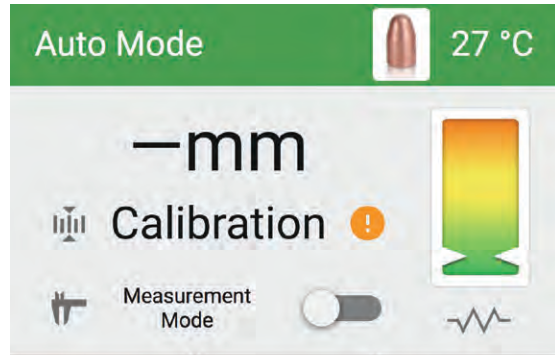 Auto Mode
27 °C
—mm
Calibration
Measurement
Mode